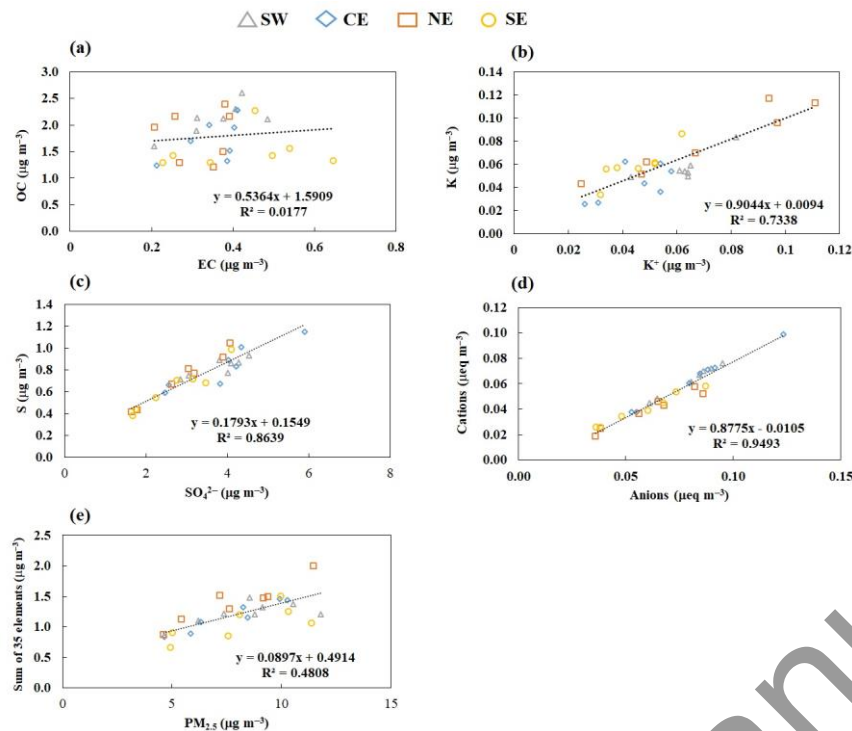 SW CE NE SE
(a)
3.0
2.5
2.0
1.5
1.0
0.5
0.0
OC (μg m⁻³)
y = 0.5364x + 1.5909
R² = 0.0177
0.0 0.2 0.4 0.6 0.8
EC (μg m⁻³)
(b)
0.14
0.12
0.10
0.08
0.06
0.04
0.02
0.00
K (μg m⁻³)
y = 0.9044x + 0.0094
R² = 0.7338
0 0.02 0.04 0.06 0.08 0.1 0.12
K⁺ (μg m⁻³)
(c)
1.4
1.2
1.0
0.8
0.6
0.4
0.2
0.0
S (μg m⁻³)
y = 0.1793x + 0.1549
R² = 0.8639
0 2 4 6 8
SO₄²⁻ (μg m⁻³)
(d)
0.12
0.10
0.08
0.06
0.04
0.02
0.00
Cations (μeq m⁻³)
y = 0.8775x - 0.0105
R² = 0.9493
0.00 0.05 0.10 0.15
Anions (μeq m⁻³)
(e)
2.5
2.0
1.5
1.0
0.5
0.0
Sum of 35 elements (μg m⁻³)
y = 0.0897x + 0.4914
R² = 0.4808
0 5 10 15
PM₂.₅ (μg m⁻³)